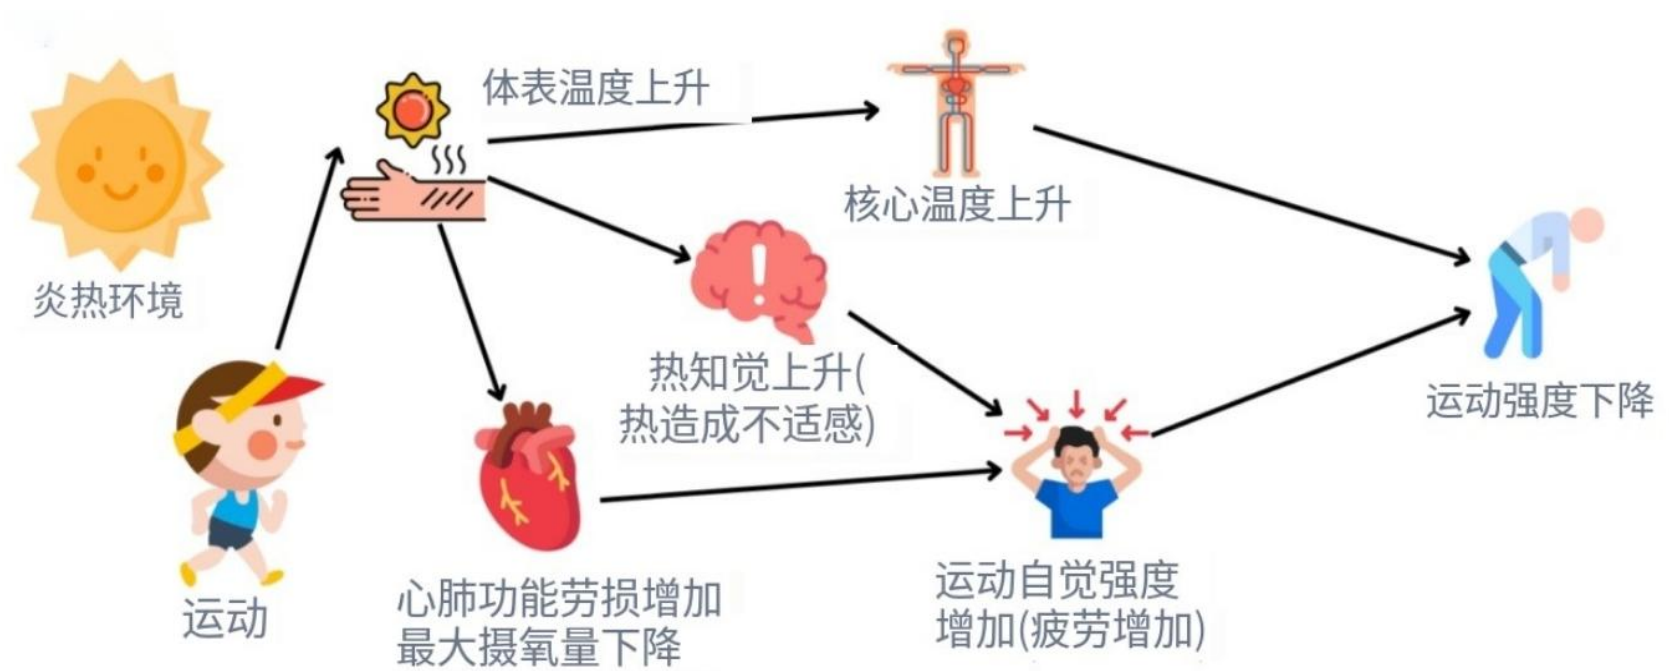 体表温度上升
核心温度上升
炎热环境
热知觉上升(
热造成不适感)
运动强度下降
运动
心肺功能劳损增加
最大摄氧量下降
运动自觉强度
增加(疲劳增加)